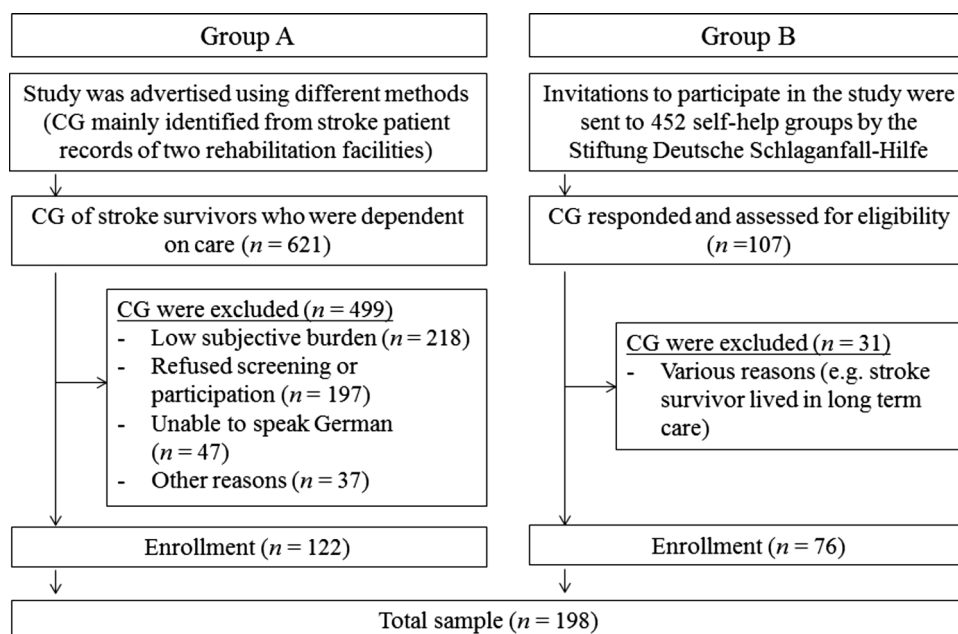 Group A
Study was advertised using different methods
(CG mainly identified from stroke patient
records of two rehabilitation facilities)
CG of stroke survivors who were dependent
on care (n = 621)
CG were excluded (n = 499)
- Low subjective burden (n = 218)
- Refused screening or
participation (n = 197)
- Unable to speak German
(n = 47)
- Other reasons (n = 37)
Enrollment (n = 122)
Group B
Invitations to participate in the study were
sent to 452 self-help groups by the
Stiftung Deutsche Schlaganfall-Hilfe
CG responded and assessed for eligibility
(n =107)
CG were excluded (n = 31)
- Various reasons (e.g. stroke
survivor lived in long term
care)
Enrollment (n = 76)
Total sample (n = 198)